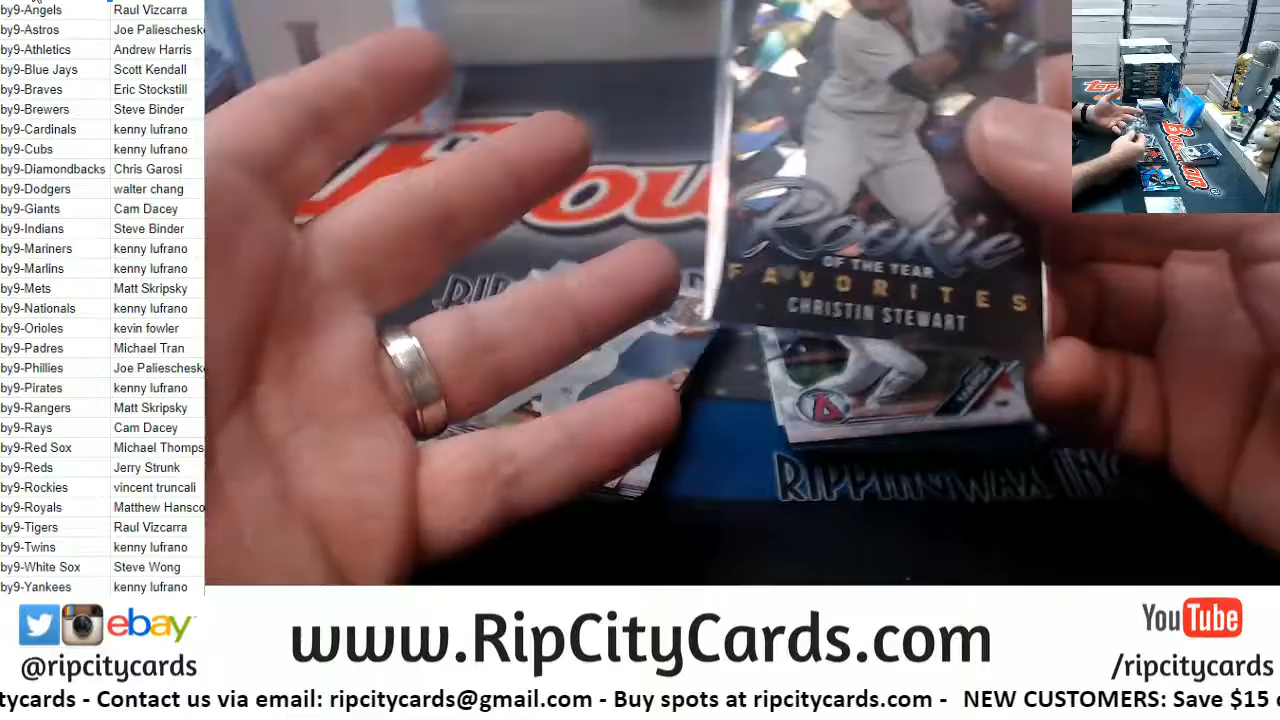 by9-Angels Raul Vizcarra
by9-Astros Joe Paliescheske
by9-Athletics Andrew Harris
by9-Blue Jays Scott Kendall
by9-Braves Eric Stockstill
by9-Brewers Steve Binder
by9-Cardinals kenny lufrano
by9-Cubs kenny lufrano
by9-Diamondbacks Chris Garosi
by9-Dodgers walter chang
by9-Giants Cam Dacey
by9-Indians Steve Binder
by9-Mariners kenny lufrano
by9-Marlins kenny lufrano
by9-Mets Matt Skripsky
by9-Nationals kenny lufrano
by9-Orioles kevin fowler
by9-Padres Michael Tran
by9-Phillies Joe Paliescheske
by9-Pirates kenny lufrano
by9-Rangers Matt Skripsky
by9-Rays Cam Dacey
by9-Red Sox Michael Thomps
by9-Reds Jerry Strunk
by9-Rockies vincent truncali
by9-Royals Matthew Hansco
by9-Tigers Raul Vizcarra
by9-Twins kenny lufrano
by9-White Sox Steve Wong
by9-Yankees kenny lufrano
Rookie
OF THE YEAR
FAVORITES
CHRISTIN STEWART
RIPPINWAX INC
Bowman
ebay
@ripcitycards
www.RipCityCards.com
YouTube
/ripcitycards
itycards - Contact us via email: ripcitycards@gmail.com - Buy spots at ripcitycards.com - NEW CUSTOMERS: Save $15